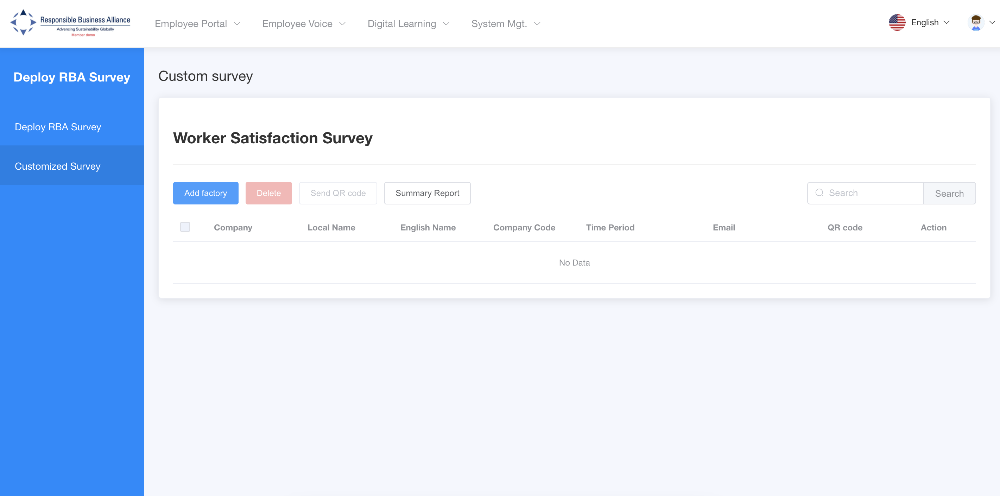 Responsible Business Alliance
Advancing Sustainability Globally
Member demo
Employee Portal
Employee Voice
Digital Learning
System Mgt.
English
Deploy RBA Survey
Deploy RBA Survey
Customized Survey
Custom survey
Worker Satisfaction Survey
Add factory
Delete
Send QR code
Summary Report
Search
Search
Company
Local Name
English Name
Company Code
Time Period
Email
QR code
Action
No Data